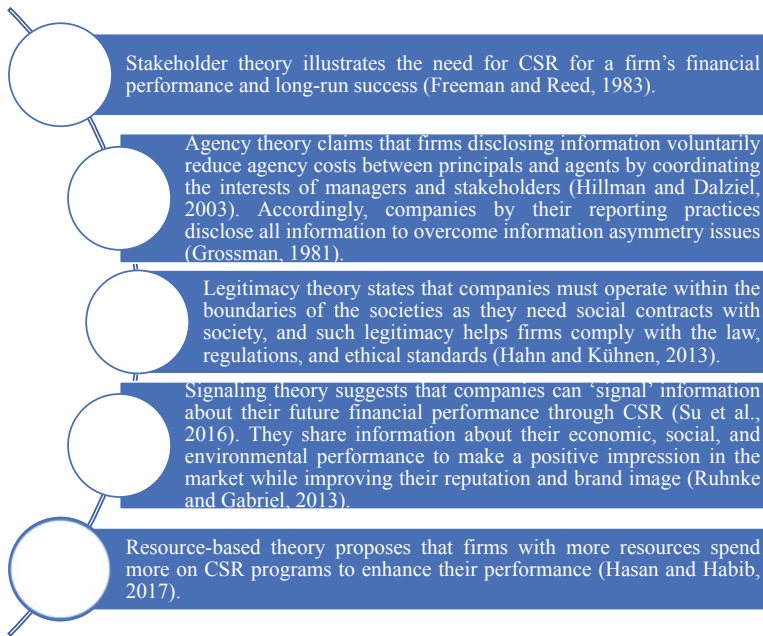 Stakeholder theory illustrates the need for CSR for a firm's financial
performance and long-run success (Freeman and Reed, 1983).
Agency theory claims that firms disclosing information voluntarily
reduce agency costs between principals and agents by coordinating
the interests of managers and stakeholders (Hillman and Dalziel,
2003). Accordingly, companies by their reporting practices
disclose all information to overcome information asymmetry issues
(Grossman, 1981).
Legitimacy theory states that companies must operate within the
boundaries of the societies as they need social contracts with
society, and such legitimacy helps firms comply with the law,
regulations, and ethical standards (Hahn and Kühnen, 2013).
Signaling theory suggests that companies can ‘signal’ information
about their future financial performance through CSR (Su et al.,
2016). They share information about their economic, social, and
environmental performance to make a positive impression in the
market while improving their reputation and brand image (Ruhnke
and Gabriel, 2013).
Resource-based theory proposes that firms with more resources spend
more on CSR programs to enhance their performance (Hasan and Habib,
2017).